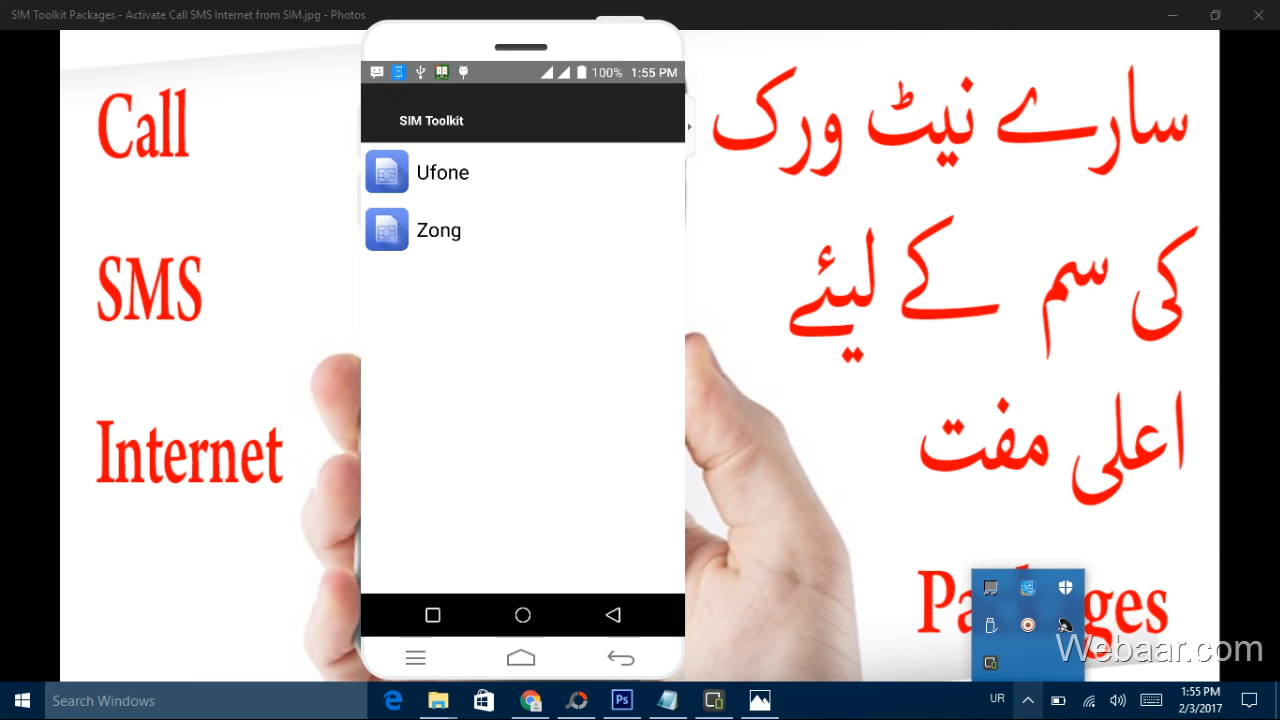 SIM Toolkit Packages - Activate Call SMS Internet from SIM.jpg - Photos
100% 1:55 PM
SIM Toolkit
Ufone
Zong
Call
SMS
Internet
سارے نیٹ ورک
کی سم کے لیئے
اعلی مفت
Webaar.com
Search Windows
UR
1:55 PM
2/3/2017